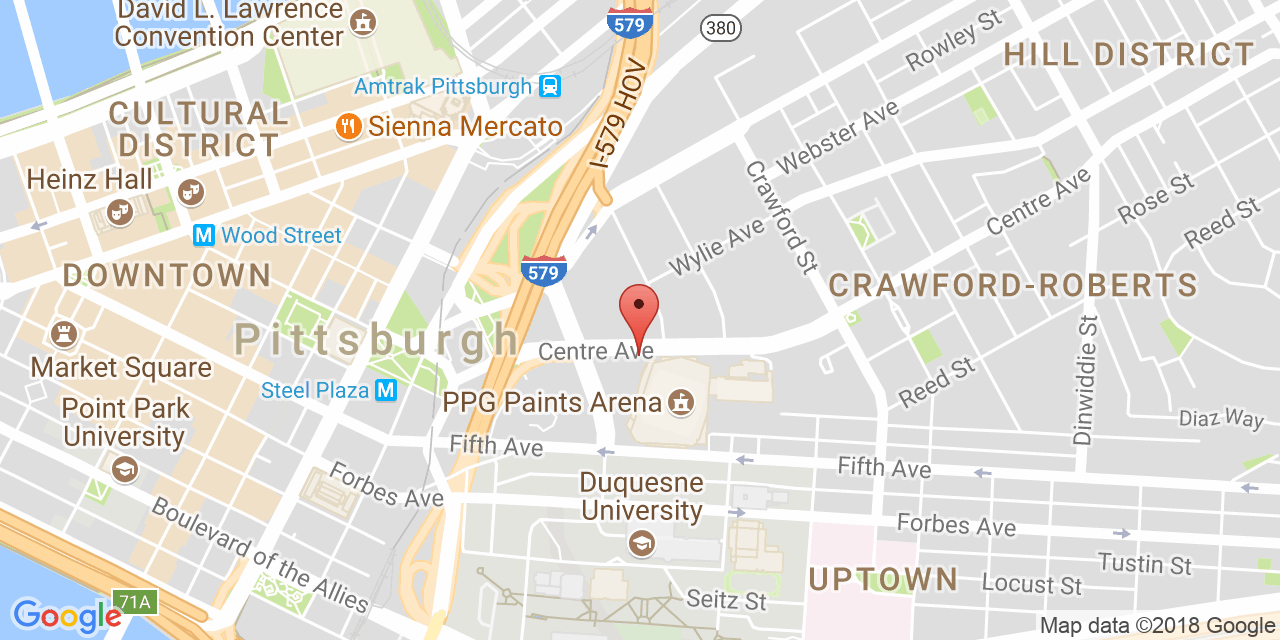 David L. Lawrence
Convention Center
579
380
Rowley St
HILL DISTRICT
Amtrak Pittsburgh
I-579 HOV
CULTURAL
DISTRICT
Sienna Mercato
Webster Ave
Heinz Hall
Crawford St
Centre Ave
Rose St
Reed St
M Wood Street
Wylie Ave
DOWNTOWN
579
CRAWFORD-ROBERTS
Pittsburgh
Centre Ave
Market Square
Steel Plaza M
Reed St
Dinwiddie St
PPG Paints Arena
Point Park
University
Diaz Way
Fifth Ave
Fifth Ave
Forbes Ave
Duquesne
University
Boulevard of the Allies
Forbes Ave
Tustin St
UPTOWN
Locust St
71A
Seitz St
Google
Map data ©2018 Google